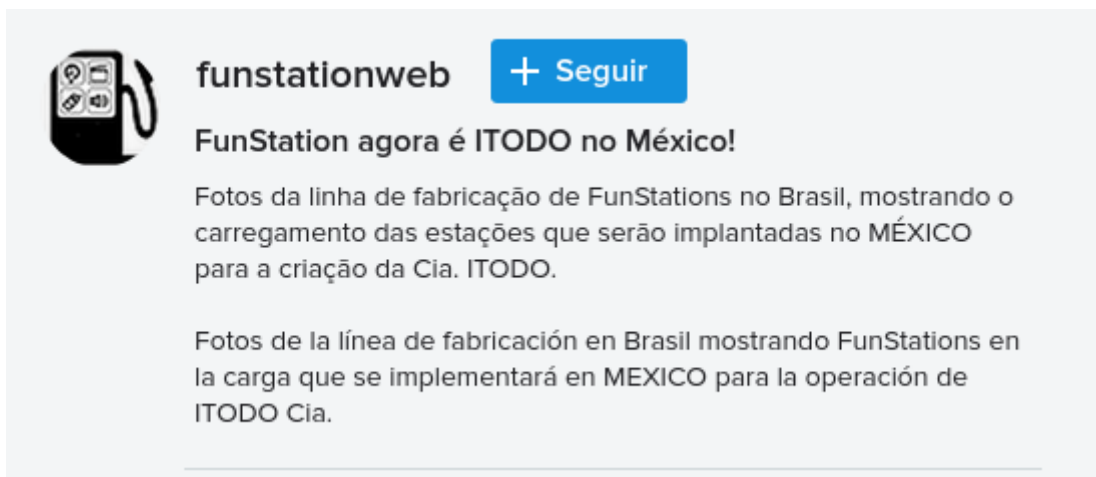 funstationweb
+ Seguir
FunStation agora é ITODO no México!
Fotos da linha de fabricação de FunStations no Brasil, mostrando o
carregamento das estações que serão implantadas no MÉXICO
para a criação da Cia. ITODO.
Fotos de la línea de fabricación en Brasil mostrando FunStations en
la carga que se implementará en MEXICO para la operación de
ITODO Cia.